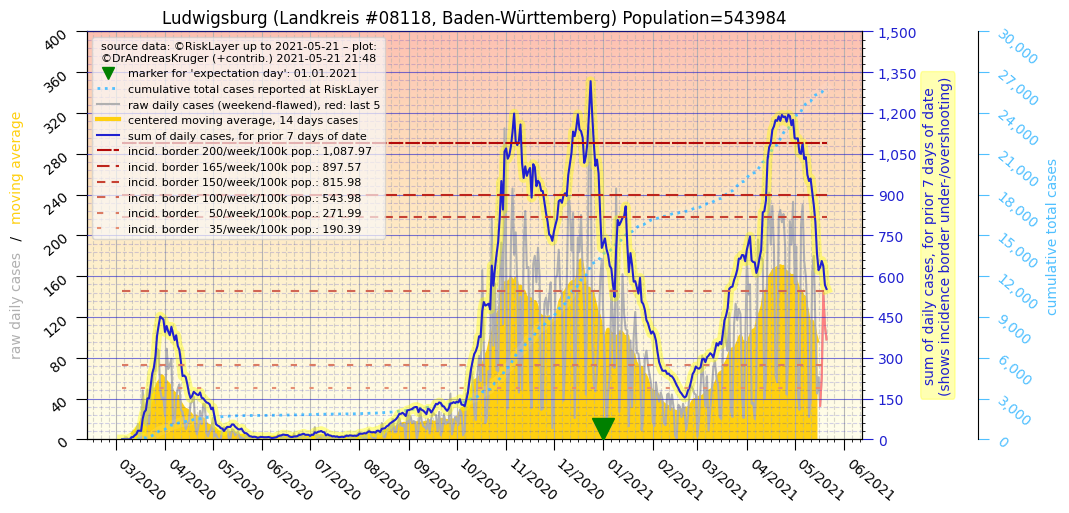 Ludwigsburg (Landkreis #08118, Baden-Württemberg) Population=543984
source data: ©RiskLayer up to 2021-05-21 – plot:
©DrAndreasKruger (+contrib.) 2021-05-21 21:48
marker for 'expectation day': 01.01.2021
cumulative total cases reported at RiskLayer
raw daily cases (weekend-flawed), red: last 5
centered moving average, 14 days cases
sum of daily cases, for prior 7 days of date
incid. border 200/week/100k pop.: 1,087.97
incid. border 165/week/100k pop.: 897.57
incid. border 150/week/100k pop.: 815.98
incid. border 100/week/100k pop.: 543.98
incid. border 50/week/100k pop.: 271.99
incid. border 35/week/100k pop.: 190.39
raw daily cases / moving average
400
360
320
280
240
200
160
120
80
40
0
03/2020
04/2020
05/2020
06/2020
07/2020
08/2020
09/2020
10/2020
11/2020
12/2020
01/2021
02/2021
03/2021
04/2021
05/2021
06/2021
1,500
1,350
1,200
1,050
900
750
600
450
300
150
0
sum of daily cases, for prior 7 days of date
(shows incidence border under-/overshooting)
30,000
27,000
24,000
21,000
18,000
15,000
12,000
9,000
6,000
3,000
0
cumulative total cases